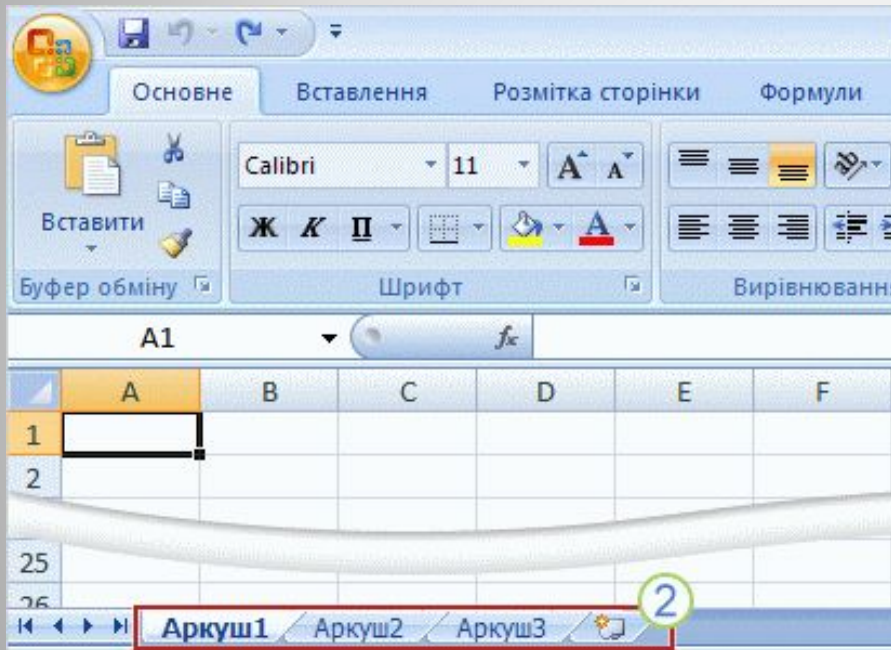 Основне Вставлення Розмітка сторінки Формули
Calibri 11 А А
Вставити
Ж К П А
Буфер обміну Шрифт
A1 fx
A B C D E F
1
2
25
26
Аркуш1 Аркуш2 Аркуш3 2